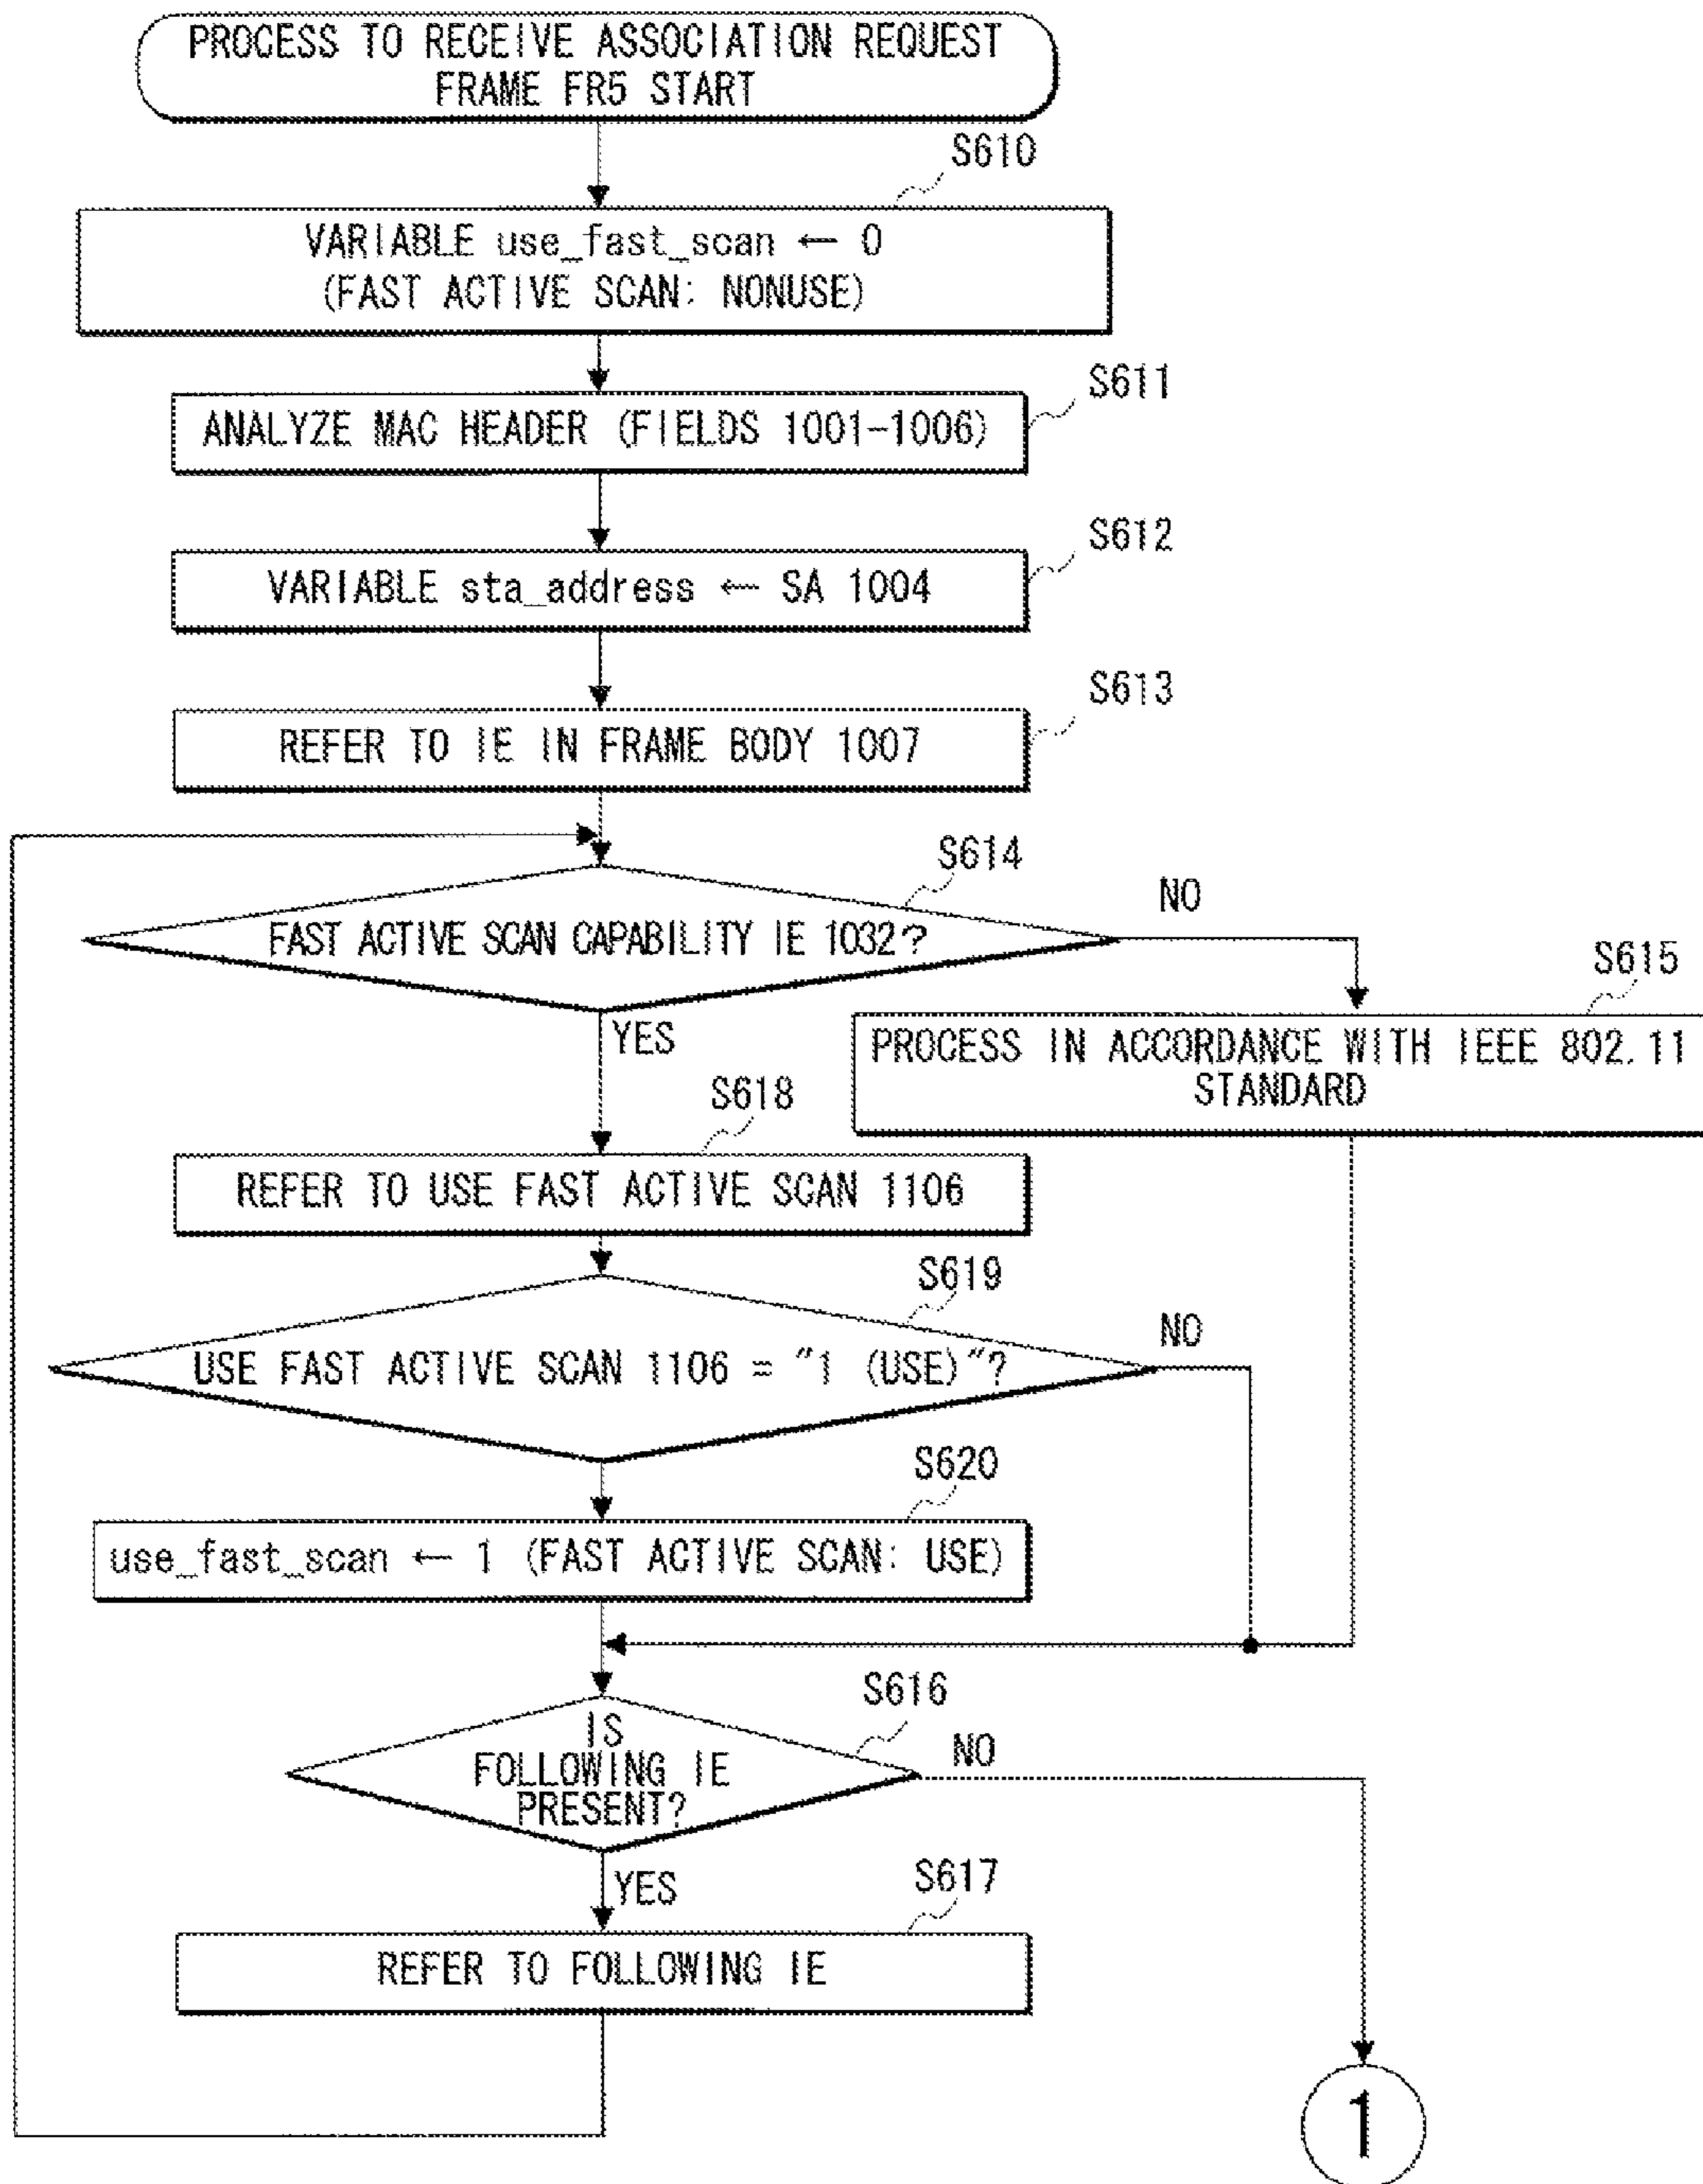 PROCESS TO RECEIVE ASSOCIATION REQUEST
FRAME FR5 START
S610
VARIABLE use_fast_scan ← 0
(FAST ACTIVE SCAN: NONUSE)
S611
ANALYZE MAC HEADER (FIELDS 1001-1006)
S612
VARIABLE sta_address ← SA 1004
S613
REFER TO IE IN FRAME BODY 1007
S614
NO
FAST ACTIVE SCAN CAPABILITY IE 1032?
S615
YES
PROCESS IN ACCORDANCE WITH IEEE 802.11
STANDARD
S618
REFER TO USE FAST ACTIVE SCAN 1106
S619
NO
USE FAST ACTIVE SCAN 1106 = "1 (USE)"?
S620
use_fast_scan ← 1 (FAST ACTIVE SCAN: USE)
S616
IS
FOLLOWING IE
PRESENT?
NO
YES
S617
REFER TO FOLLOWING IE
1